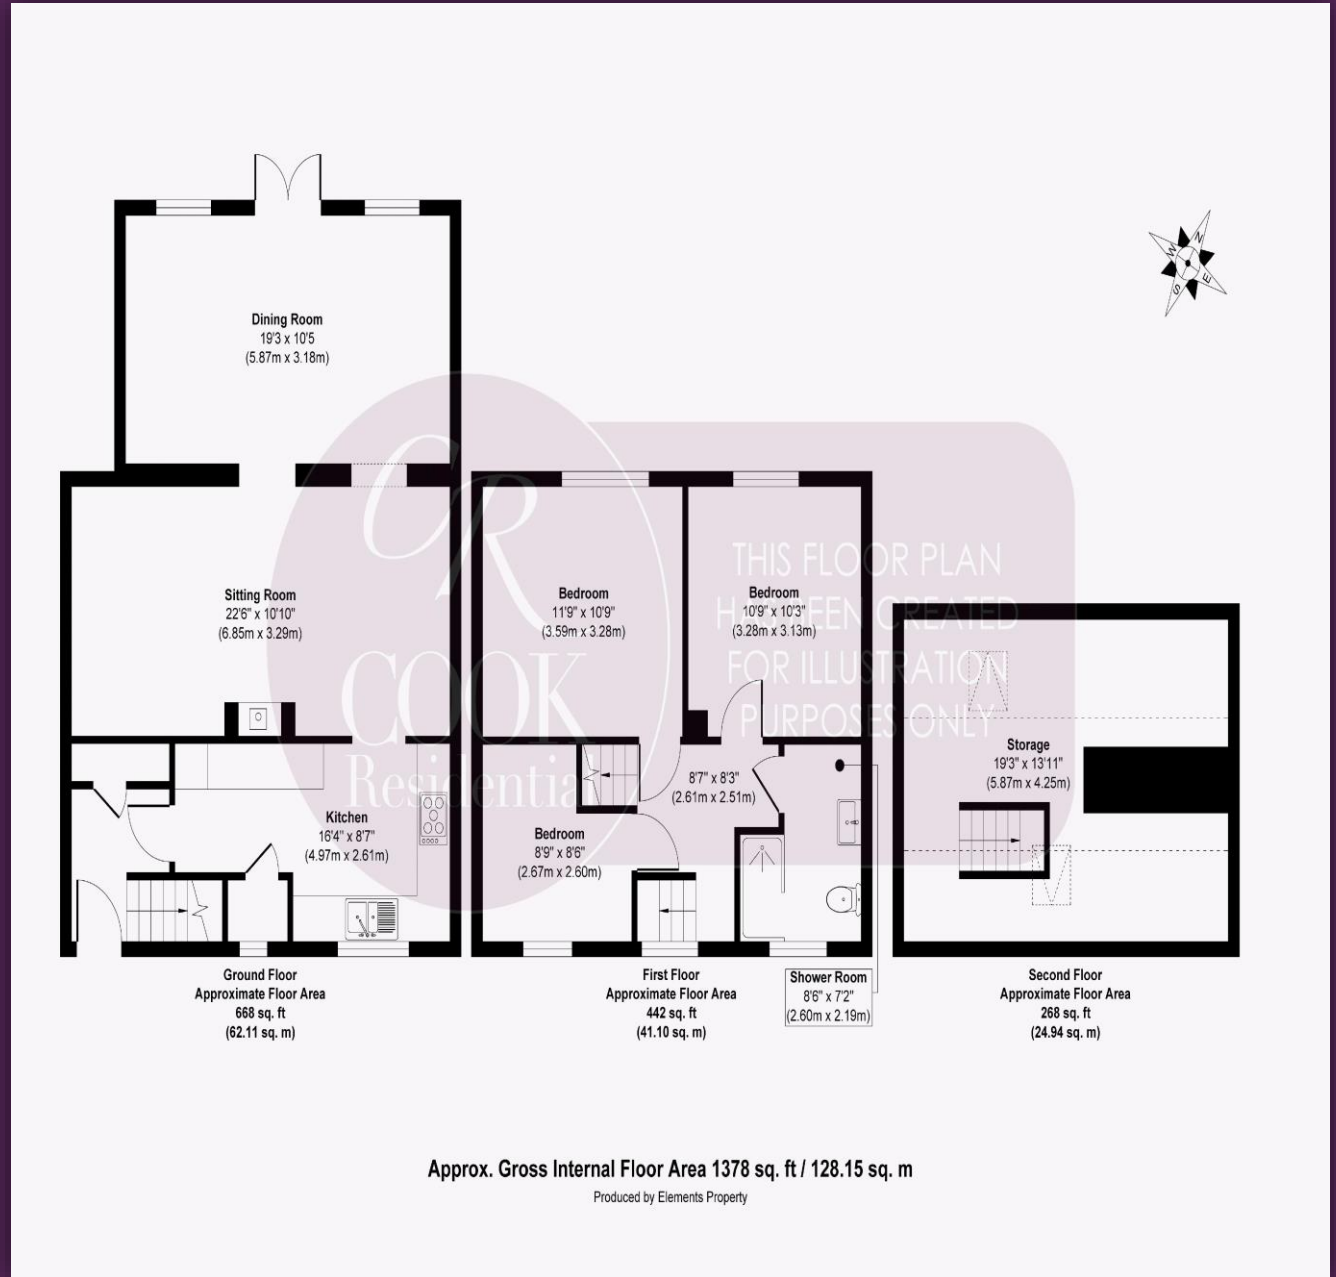 N
W
E
S
Dining Room
19'3 x 10'5
(5.87m x 3.18m)
Sitting Room
22'6" x 10'10"
(6.85m x 3.29m)
Kitchen
16'4" x 8'7"
(4.97m x 2.61m)
Ground Floor
Approximate Floor Area
668 sq. ft
(62.11 sq. m)
Bedroom
11'9" x 10'9"
(3.59m x 3.28m)
Bedroom
10'9" x 10'3"
(3.28m x 3.13m)
8'7" x 8'3"
(2.61m x 2.51m)
Bedroom
8'9" x 8'6"
(2.67m x 2.60m)
First Floor
Approximate Floor Area
442 sq. ft
(41.10 sq. m)
Shower Room
8'6" x 7'2"
(2.60m x 2.19m)
Storage
19'3" x 13'11"
(5.87m x 4.25m)
Second Floor
Approximate Floor Area
268 sq. ft
(24.94 sq. m)
CR
COOK
Residential
THIS FLOOR PLAN
HAS BEEN CREATED
FOR ILLUSTRATION
PURPOSES ONLY
Approx. Gross Internal Floor Area 1378 sq. ft / 128.15 sq. m
Produced by Elements Property